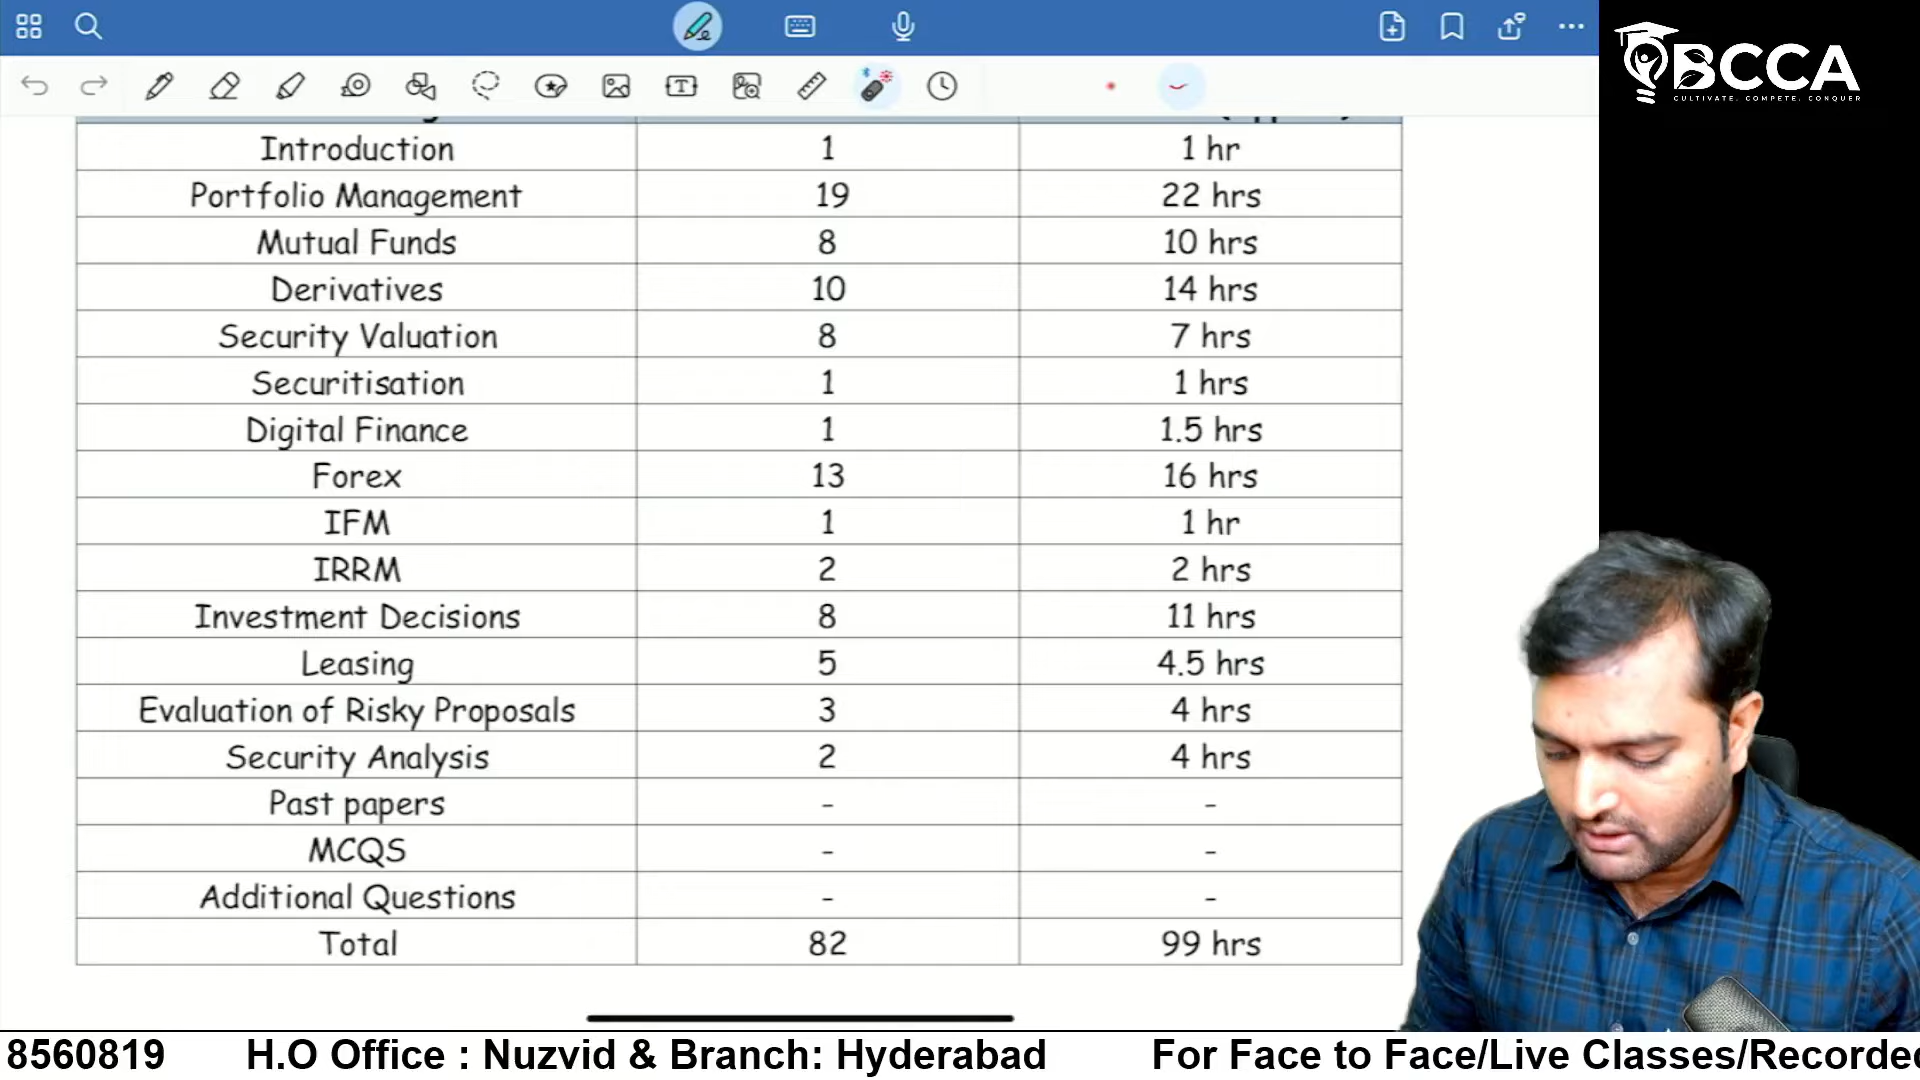 BCCA
CULTIVATE. COMPETE. CONQUER
Introduction 1 1 hr
Portfolio Management 19 22 hrs
Mutual Funds 8 10 hrs
Derivatives 10 14 hrs
Security Valuation 8 7 hrs
Securitisation 1 1 hrs
Digital Finance 1 1.5 hrs
Forex 13 16 hrs
IFM 1 1 hr
IRRM 2 2 hrs
Investment Decisions 8 11 hrs
Leasing 5 4.5 hrs
Evaluation of Risky Proposals 3 4 hrs
Security Analysis 2 4 hrs
Past papers - -
MCQS - -
Additional Questions - -
Total 82 99 hrs
8560819 H.O Office : Nuzvid & Branch: Hyderabad For Face to Face/Live Classes/Recorded